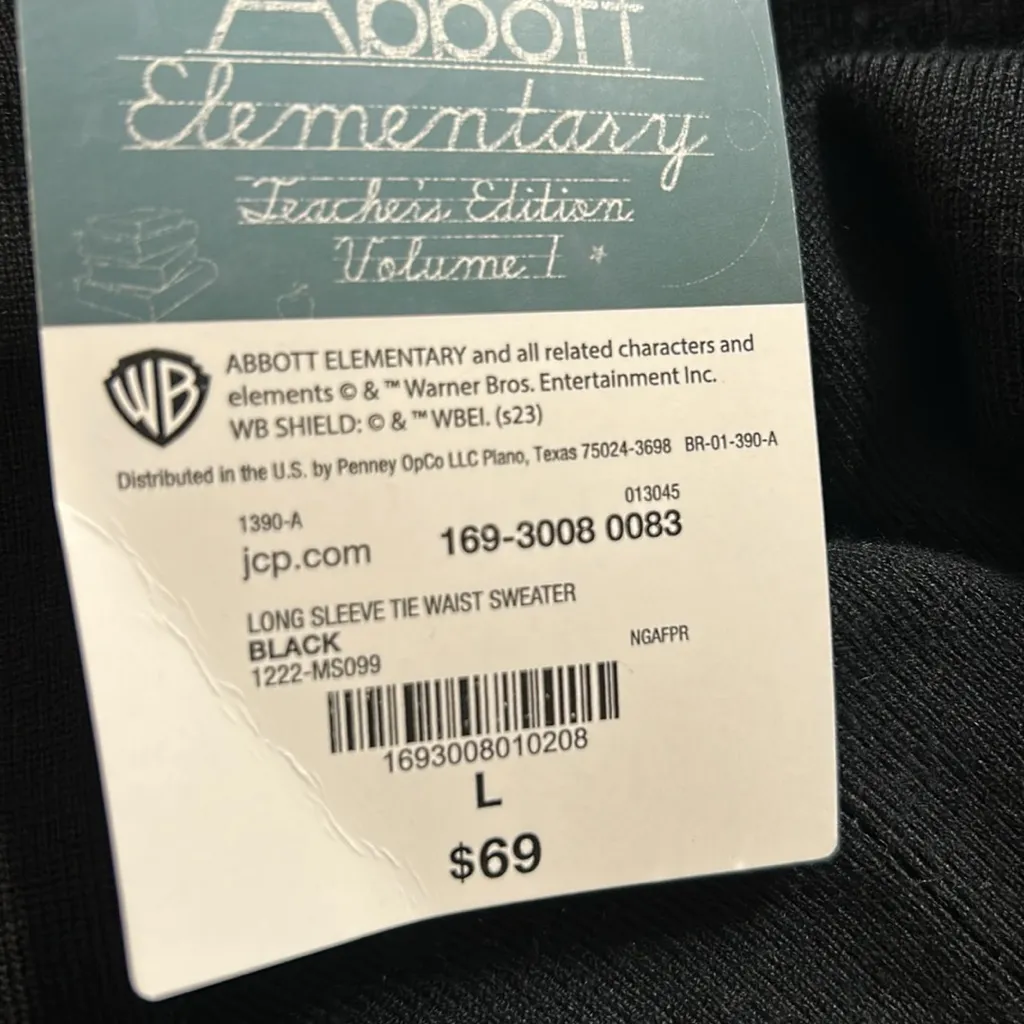 Abbott
Elementary
Teacher's Edition
Volume 1
WB
ABBOTT ELEMENTARY and all related characters and
elements © & ™ Warner Bros. Entertainment Inc.
WB SHIELD: © & ™ WBEI. (s23)
Distributed in the U.S. by Penney OpCo LLC Plano, Texas 75024-3698 BR-01-390-A
013045
1390-A
jcp.com 169-3008 0083
LONG SLEEVE TIE WAIST SWEATER
BLACK NGAFPR
1222-MS099
1693008010208
L
$69